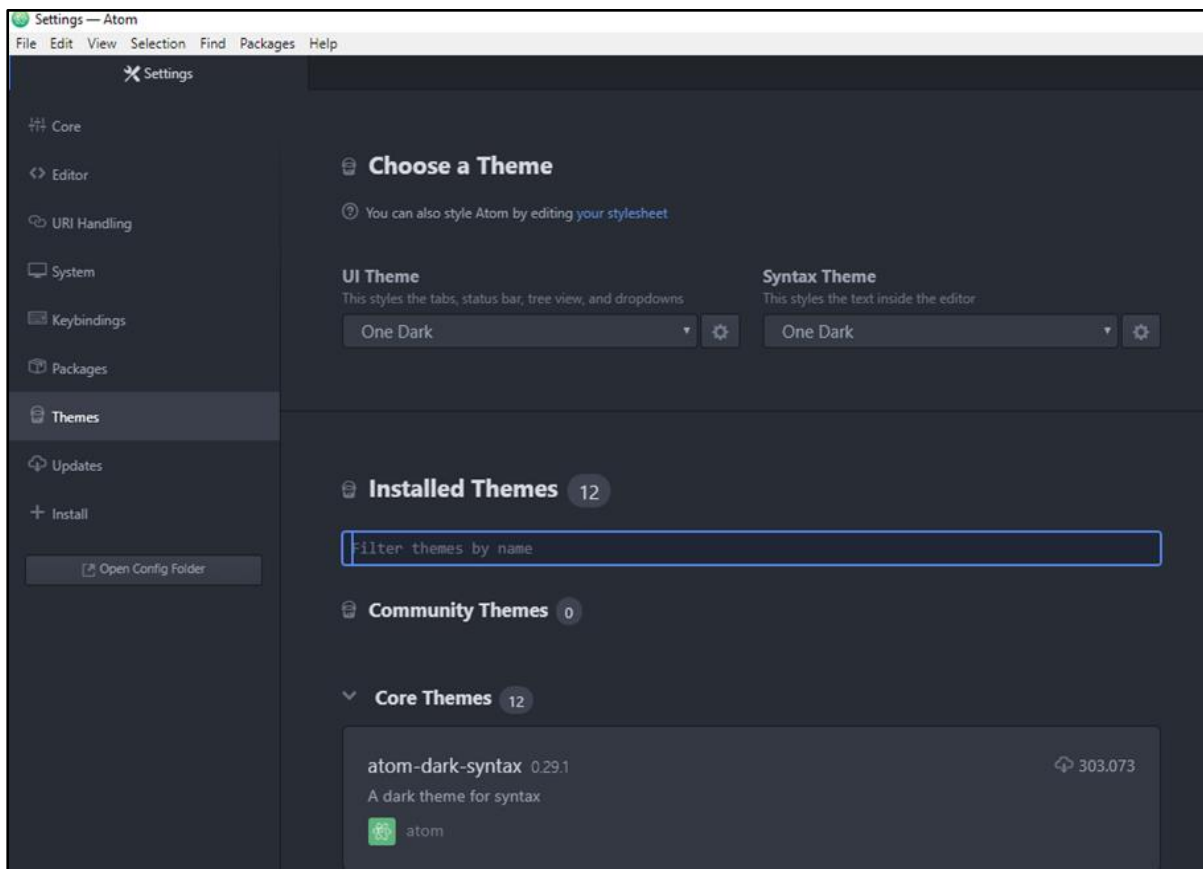 Settings — Atom
File Edit View Selection Find Packages Help
Settings
Core
Editor
URI Handling
System
Keybindings
Packages
Themes
Updates
Install
Open Config Folder
Choose a Theme
You can also style Atom by editing your stylesheet
UI Theme
This styles the tabs, status bar, tree view, and dropdowns
One Dark
Syntax Theme
This styles the text inside the editor
One Dark
Installed Themes 12
Filter themes by name
Community Themes 0
Core Themes 12
atom-dark-syntax 0.29.1 303.073
A dark theme for syntax
atom